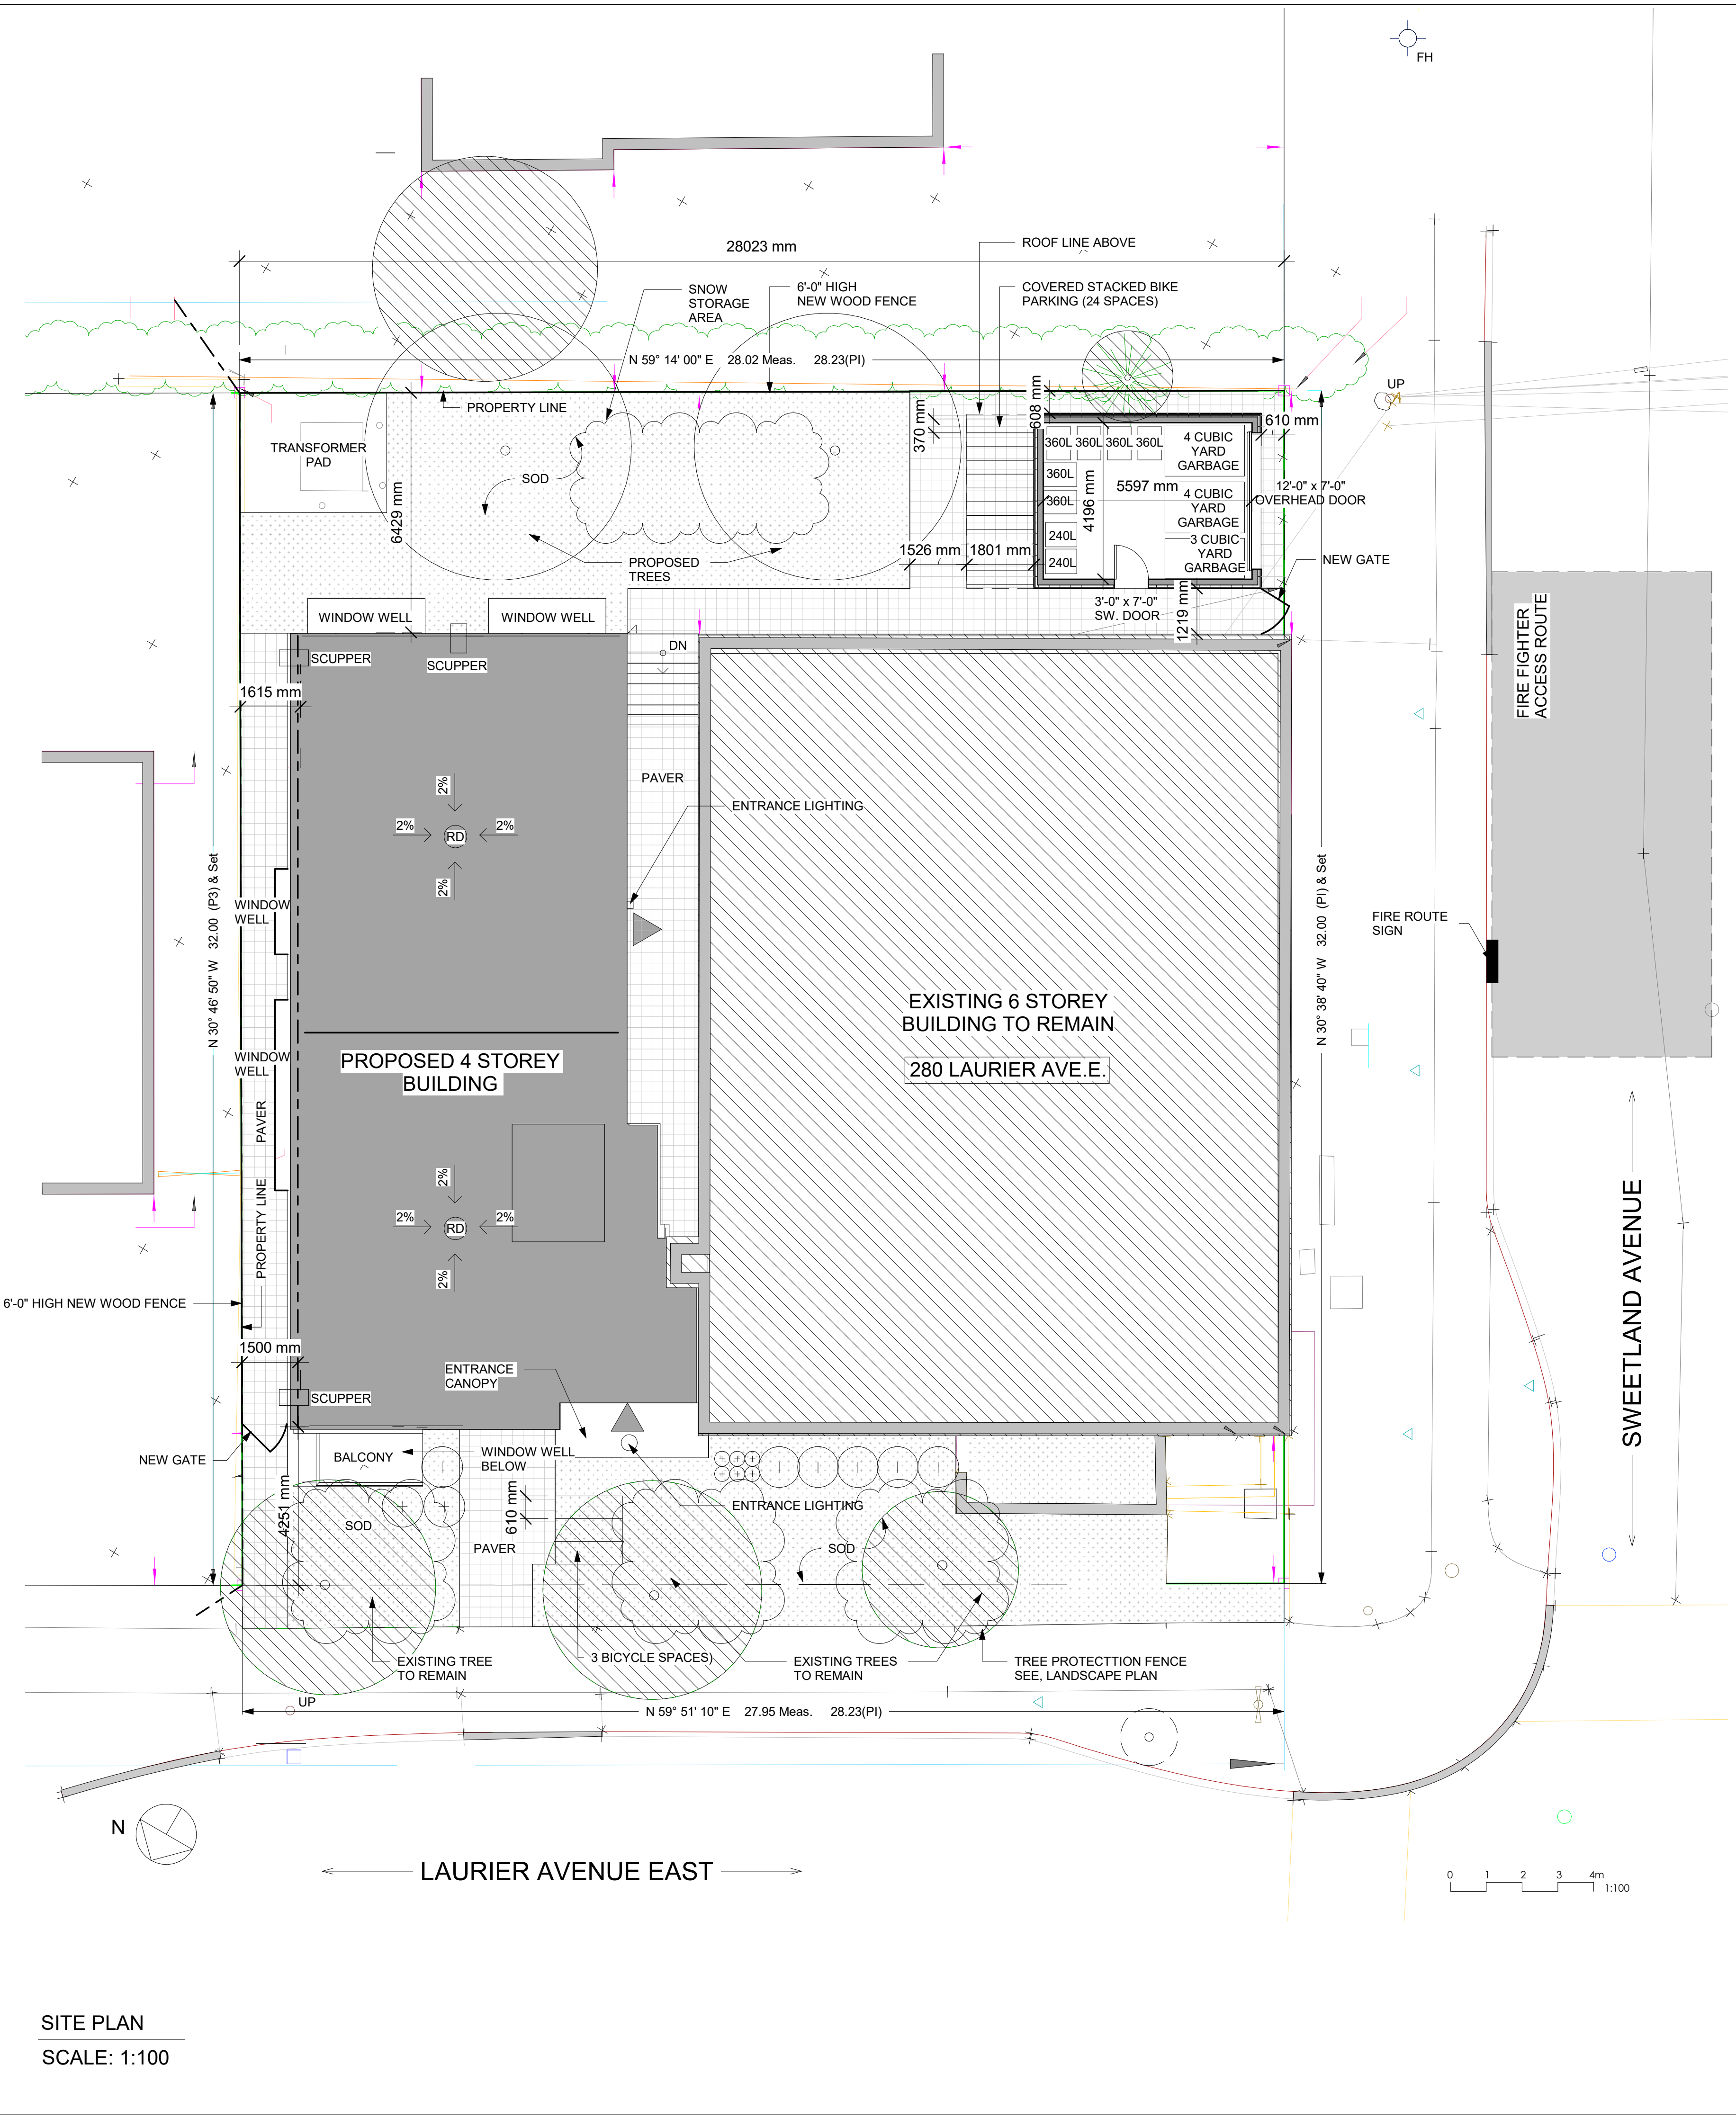 FH
28023 mm
ROOF LINE ABOVE
SNOW
STORAGE
AREA
6'-0" HIGH
NEW WOOD FENCE
COVERED STACKED BIKE
PARKING (24 SPACES)
N 59° 14' 00" E 28.02 Meas. 28.23(PI)
UP
PROPERTY LINE
370 mm
608 mm
610 mm
TRANSFORMER
PAD
SOD
6429 mm
360L 360L 360L 360L
360L
360L
240L
240L
4196 mm
5597 mm
4 CUBIC
YARD
GARBAGE
4 CUBIC
YARD
GARBAGE
3 CUBIC
YARD
GARBAGE
12'-0" x 7'-0"
OVERHEAD DOOR
1526 mm
1801 mm
PROPOSED
TREES
NEW GATE
3'-0" x 7'-0"
SW. DOOR
1219 mm
WINDOW WELL
WINDOW WELL
SCUPPER
SCUPPER
DN
1615 mm
FIRE FIGHTER
ACCESS ROUTE
PAVER
ENTRANCE LIGHTING
2%
2%
RD
2%
2%
N 30° 46' 50" W 32.00 (P3) & Set
WINDOW
WELL
WINDOW
WELL
N 30° 38' 40" W 32.00 (PI) & Set
FIRE ROUTE
SIGN
EXISTING 6 STOREY
BUILDING TO REMAIN
280 LAURIER AVE.E.
PROPOSED 4 STOREY
BUILDING
PAVER
PROPERTY LINE
2%
2%
RD
2%
2%
SWEETLAND AVENUE
6'-0" HIGH NEW WOOD FENCE
1500 mm
ENTRANCE
CANOPY
SCUPPER
NEW GATE
BALCONY
WINDOW WELL
BELOW
4251 mm
610 mm
ENTRANCE LIGHTING
SOD
PAVER
SOD
3 BICYCLE SPACES)
EXISTING TREE
TO REMAIN
EXISTING TREES
TO REMAIN
TREE PROTECTTION FENCE
SEE, LANDSCAPE PLAN
UP
N 59° 51' 10" E 27.95 Meas. 28.23(PI)
N
LAURIER AVENUE EAST
0 1 2 3 4m
1:100
SITE PLAN
SCALE: 1:100